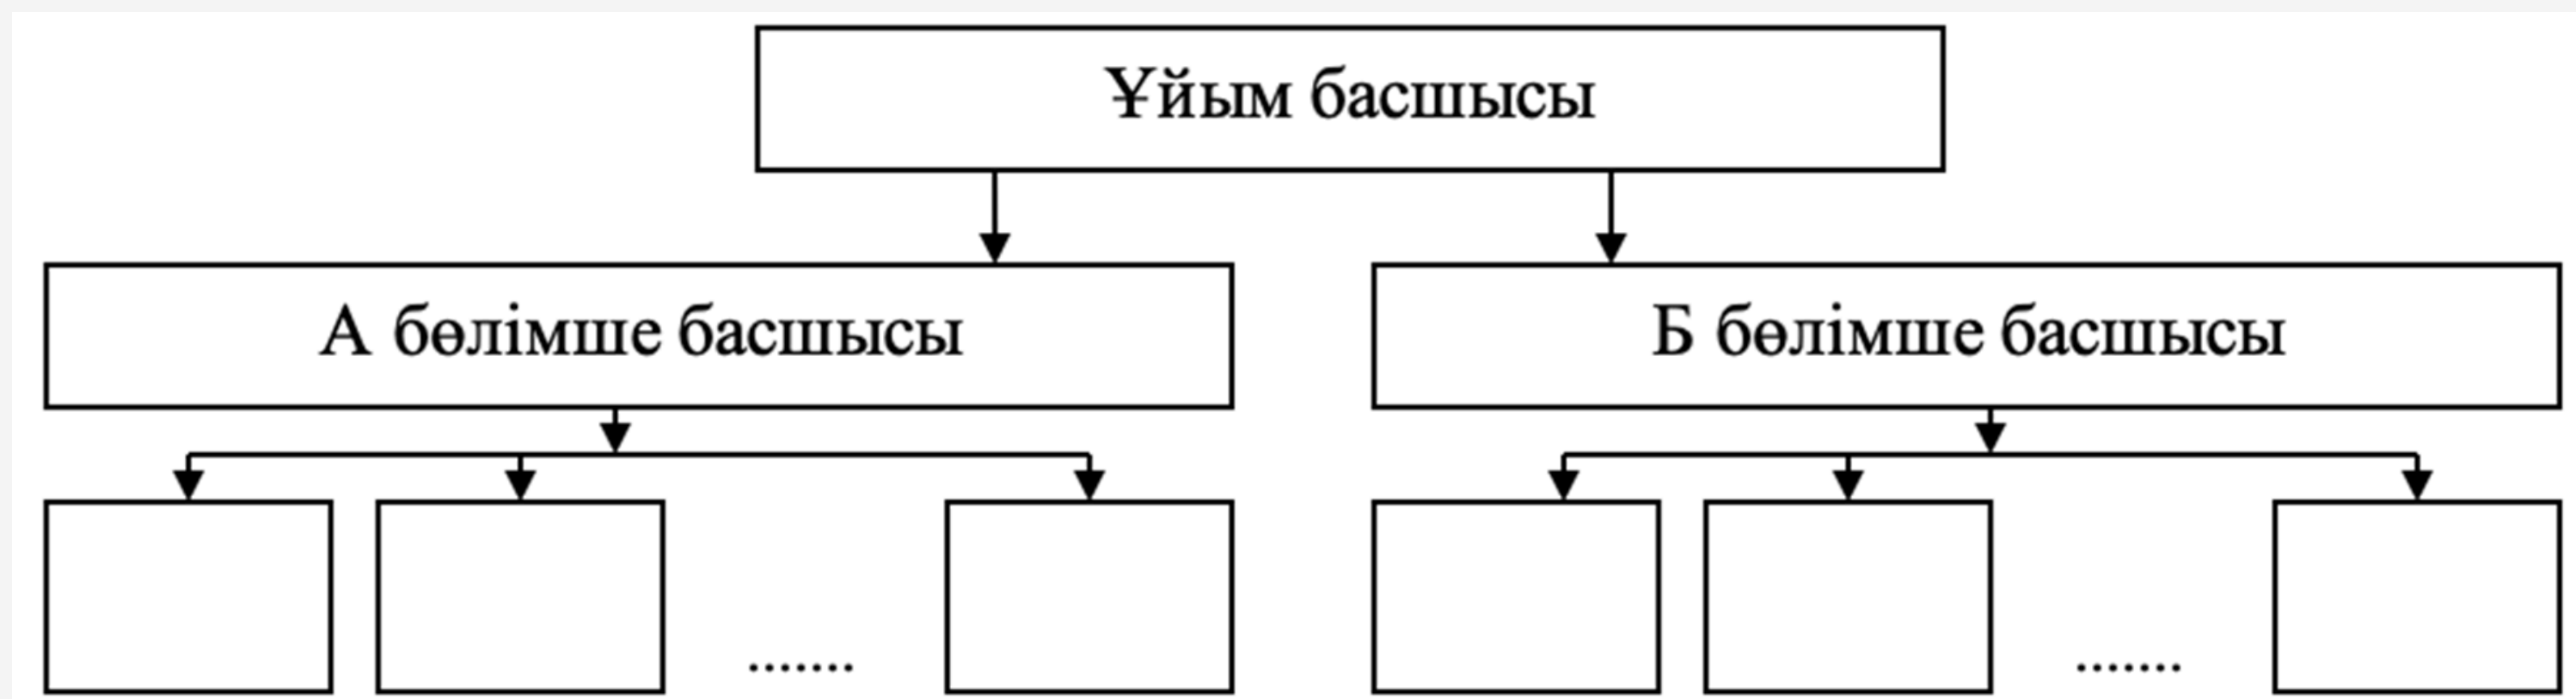 Ұйым басшысы
А бөлімше басшысы
Б бөлімше басшысы
....... .......